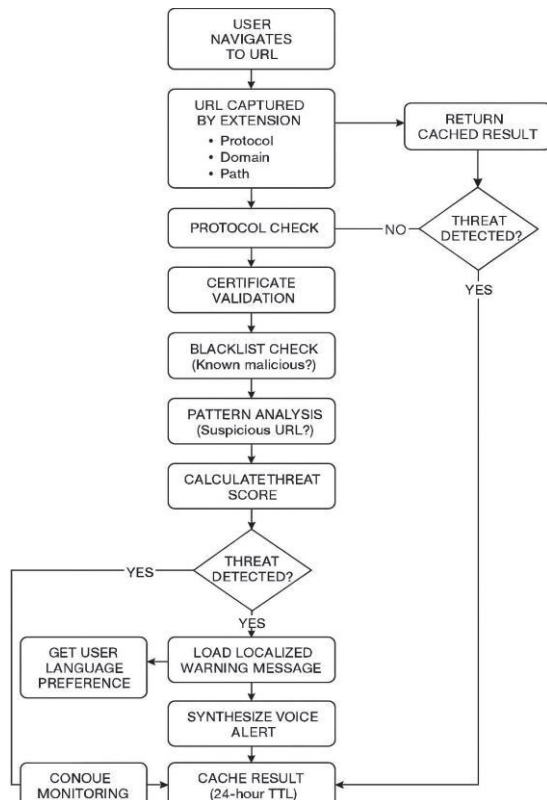 USER
NAVIGATES
TO URL
URL CAPTURED
BY EXTENSION
• Protocol
• Domain
• Path
RETURN
CACHED RESULT
PROTOCOL CHECK
NO
THREAT
DETECTED?
YES
CERTIFICATE
VALIDATION
BLACKLIST CHECK
(Known malicious?)
PATTERN ANALYSIS
(Suspicious URL?)
CALCULATETHREAT
SCORE
YES
THREAT
DETECTED?
YES
GET USER
LANGUAGE
PREFERENCE
LOAD LOCALIZED
WARNING MESSAGE
SYNTHESIZE VOICE
ALERT
CONOUE
MONITORING
CACHE RESULT
(24-hour TTL)